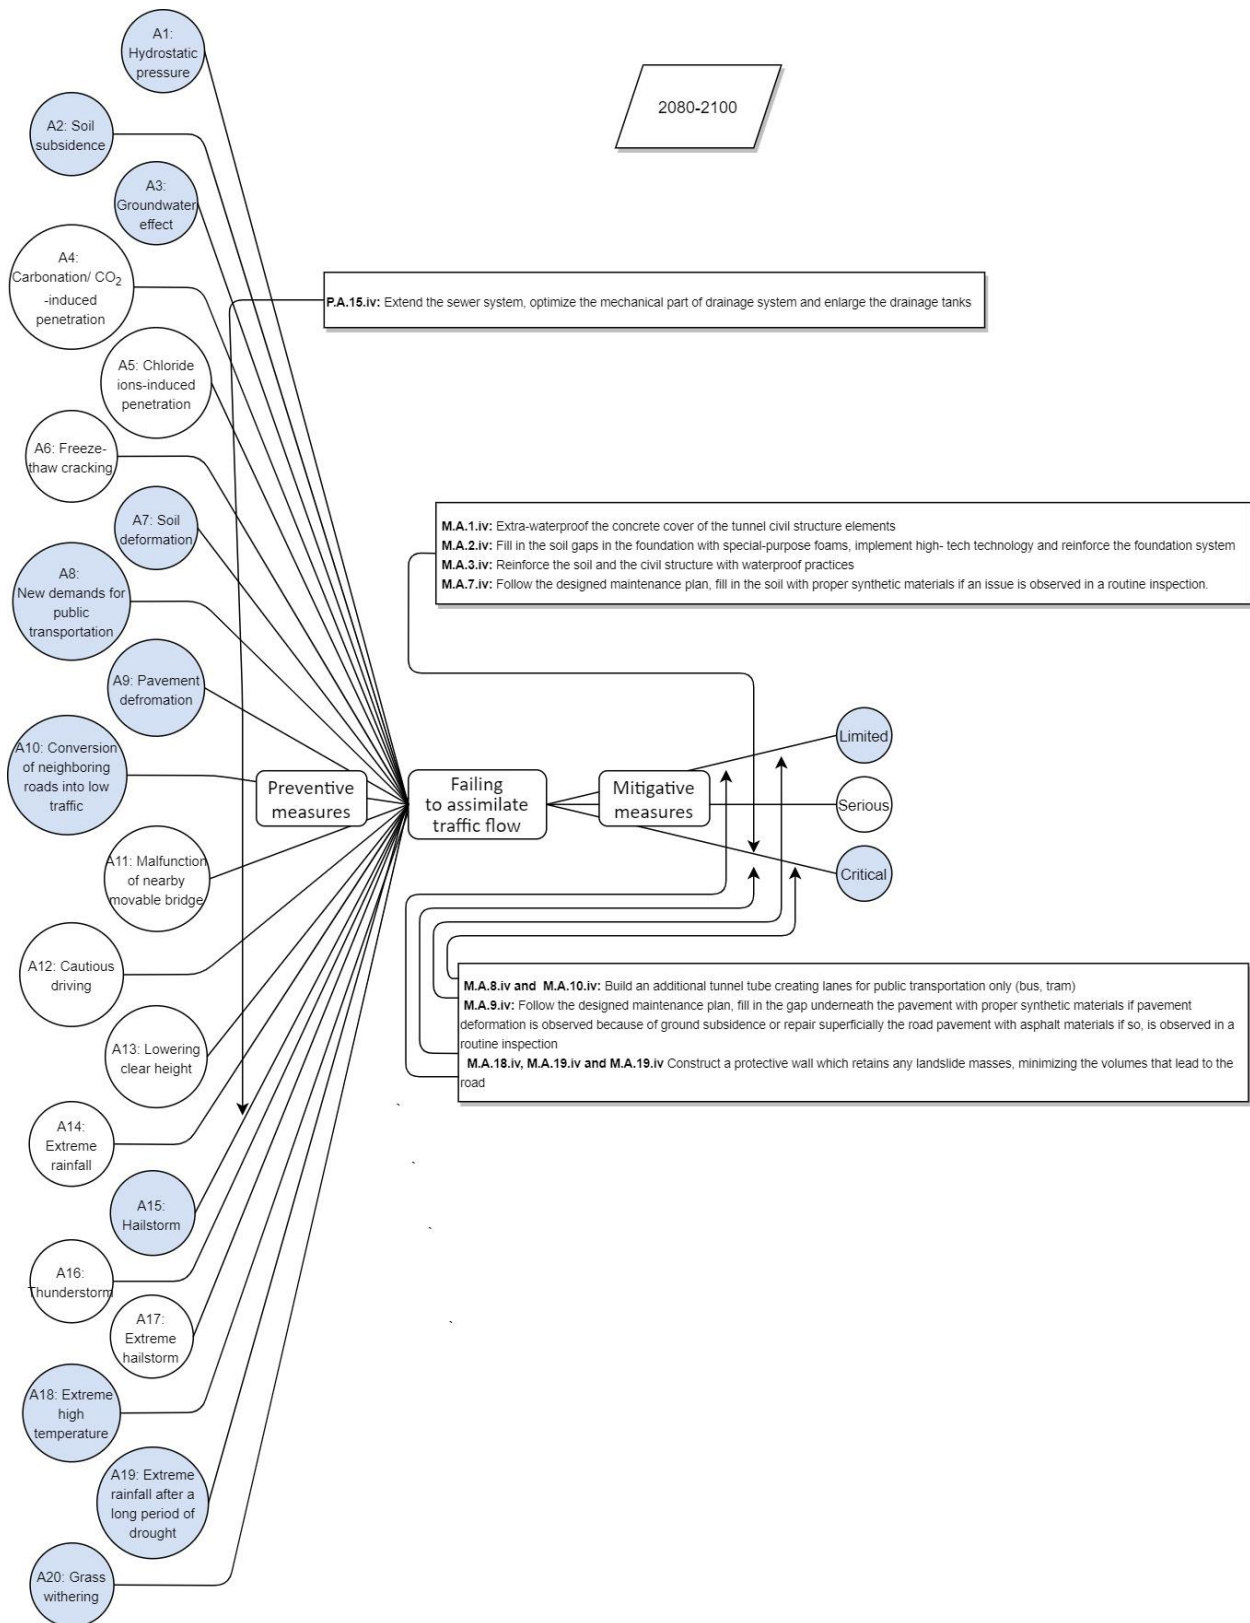 A1:
Hydrostatic
pressure
2080-2100
A2: Soil
subsidence
A3:
Groundwater
effect
A4:
Carbonation/ CO2
-induced
penetration
P.A.15.iv: Extend the sewer system, optimize the mechanical part of drainage system and enlarge the drainage tanks
A5: Chloride
ions-induced
penetration
A6: Freeze-
thaw cracking
A7: Soil
deformation
M.A.1.iv: Extra-waterproof the concrete cover of the tunnel civil structure elements
M.A.2.iv: Fill in the soil gaps in the foundation with special-purpose foams, implement high- tech technology and reinforce the foundation system
M.A.3.iv: Reinforce the soil and the civil structure with waterproof practices
M.A.7.iv: Follow the designed maintenance plan, fill in the soil with proper synthetic materials if an issue is observed in a routine inspection.
A8:
New demands for
public
transportation
A9: Pavement
defromation
A10: Conversion
of neighboring
roads into low
traffic
Preventive
measures
Failing
to assimilate
traffic flow
Mitigative
measures
Limited
Serious
Critical
A11: Malfunction
of nearby
movable bridge
A12: Cautious
driving
M.A.8.iv and M.A.10.iv: Build an additional tunnel tube creating lanes for public transportation only (bus, tram)
M.A.9.iv: Follow the designed maintenance plan, fill in the gap underneath the pavement with proper synthetic materials if pavement
deformation is observed because of ground subsidence or repair superficially the road pavement with asphalt materials if so, is observed in a
routine inspection
M.A.18.iv, M.A.19.iv and M.A.19.iv Construct a protective wall which retains any landslide masses, minimizing the volumes that lead to the
road
A13: Lowering
clear height
A14:
Extreme
rainfall
A15:
Hailstorm
A16:
Thunderstorm
A17:
Extreme
hailstorm
A18: Extreme
high
temperature
A19: Extreme
rainfall after a
long period of
drought
A20: Grass
withering